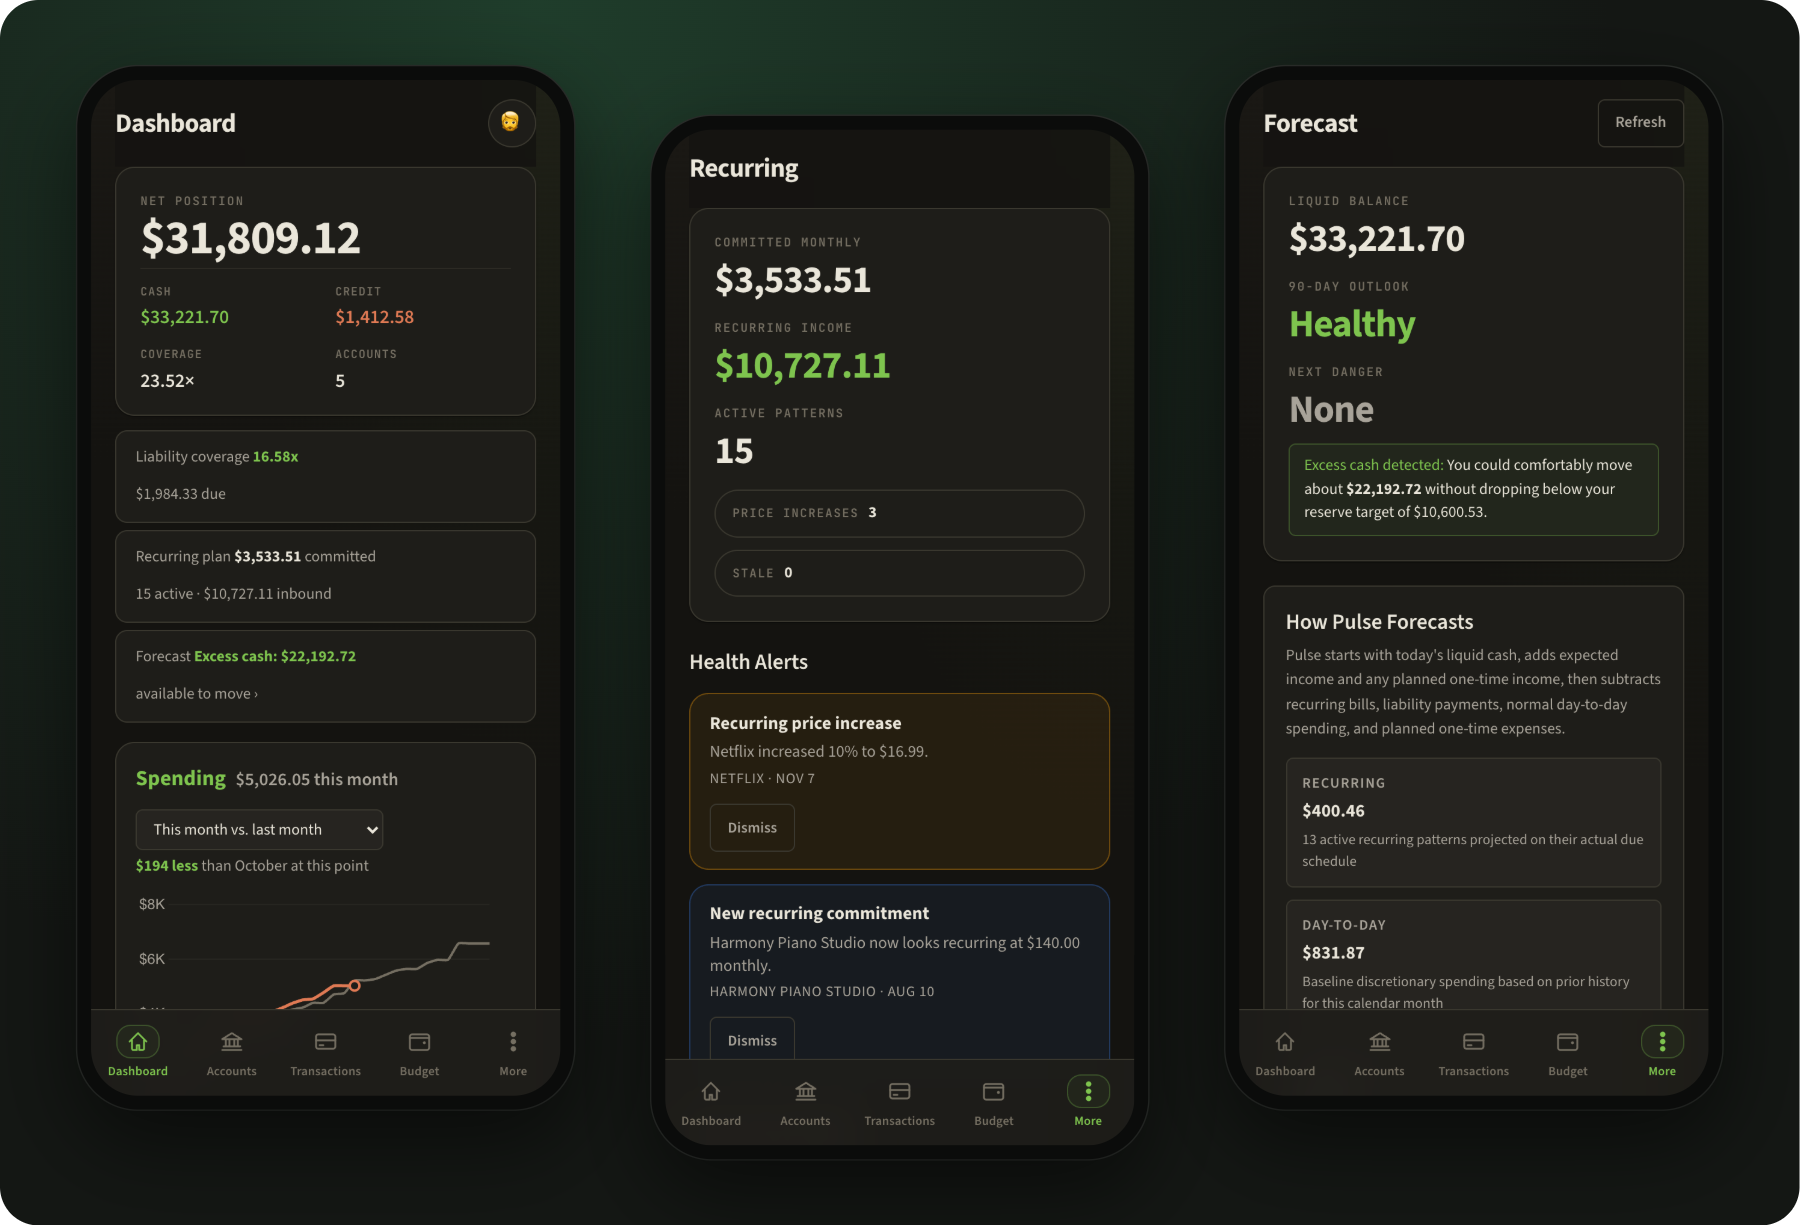 Dashboard
NET POSITION
$31,809.12
CASH
CREDIT
$33,221.70
$1,412.58
COVERAGE
ACCOUNTS
23.52×
5
Liability coverage 16.58x
$1,984.33 due
Recurring plan $3,533.51 committed
15 active · $10,727.11 inbound
Forecast Excess cash: $22,192.72
available to move ›
Spending $5,026.05 this month
This month vs. last month
$194 less than October at this point
$8K
$6K
Dashboard
Accounts
Transactions
Budget
More
Recurring
COMMITTED MONTHLY
$3,533.51
RECURRING INCOME
$10,727.11
ACTIVE PATTERNS
15
PRICE INCREASES 3
STALE 0
Health Alerts
Recurring price increase
Netflix increased 10% to $16.99.
NETFLIX · NOV 7
Dismiss
New recurring commitment
Harmony Piano Studio now looks recurring at $140.00
monthly.
HARMONY PIANO STUDIO · AUG 10
Dismiss
Dashboard
Accounts
Transactions
Budget
More
Forecast
Refresh
LIQUID BALANCE
$33,221.70
90-DAY OUTLOOK
Healthy
NEXT DANGER
None
Excess cash detected: You could comfortably move
about $22,192.72 without dropping below your
reserve target of $10,600.53.
How Pulse Forecasts
Pulse starts with today's liquid cash, adds expected
income and any planned one-time income, then subtracts
recurring bills, liability payments, normal day-to-day
spending, and planned one-time expenses.
RECURRING
$400.46
13 active recurring patterns projected on their actual due
schedule
DAY-TO-DAY
$831.87
Baseline discretionary spending based on prior history
for this calendar month
Dashboard
Accounts
Transactions
Budget
More